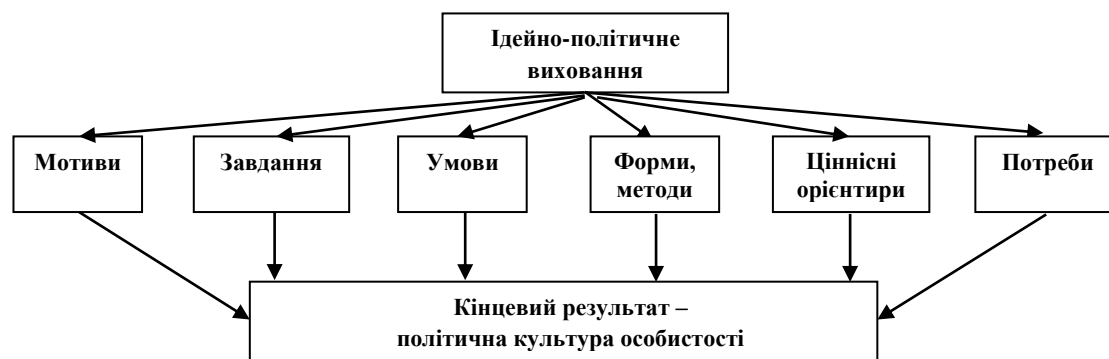 Ідейно-політичне
виховання
Мотиви
Завдання
Умови
Форми,
методи
Ціннісні
орієнтири
Потреби
Кінцевий результат –
політична культура особистості